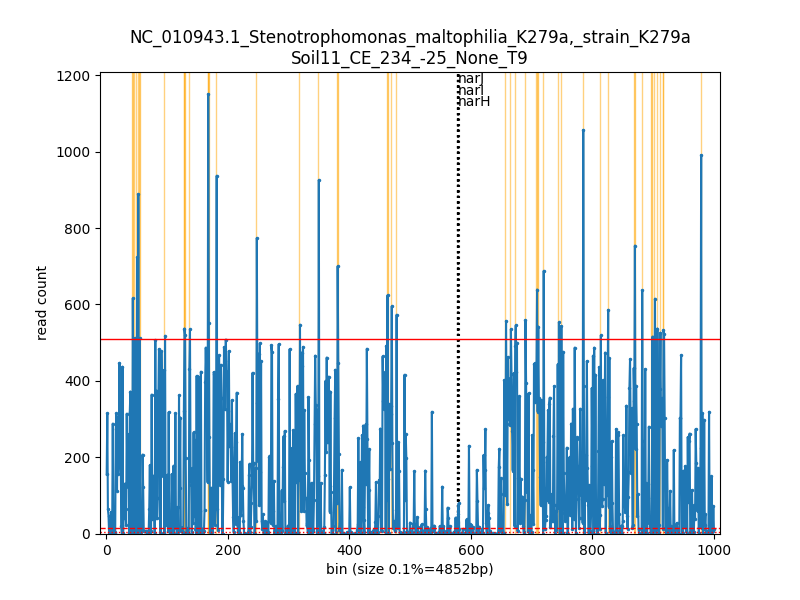 NC_010943.1_Stenotrophomonas_maltophilia_K279a,_strain_K279a
Soil11_CE_234_-25_None_T9
1200
1000
800
600
400
200
0
read count
narJ
narI
narH
0 200 400 600 800 1000
bin (size 0.1%=4852bp)